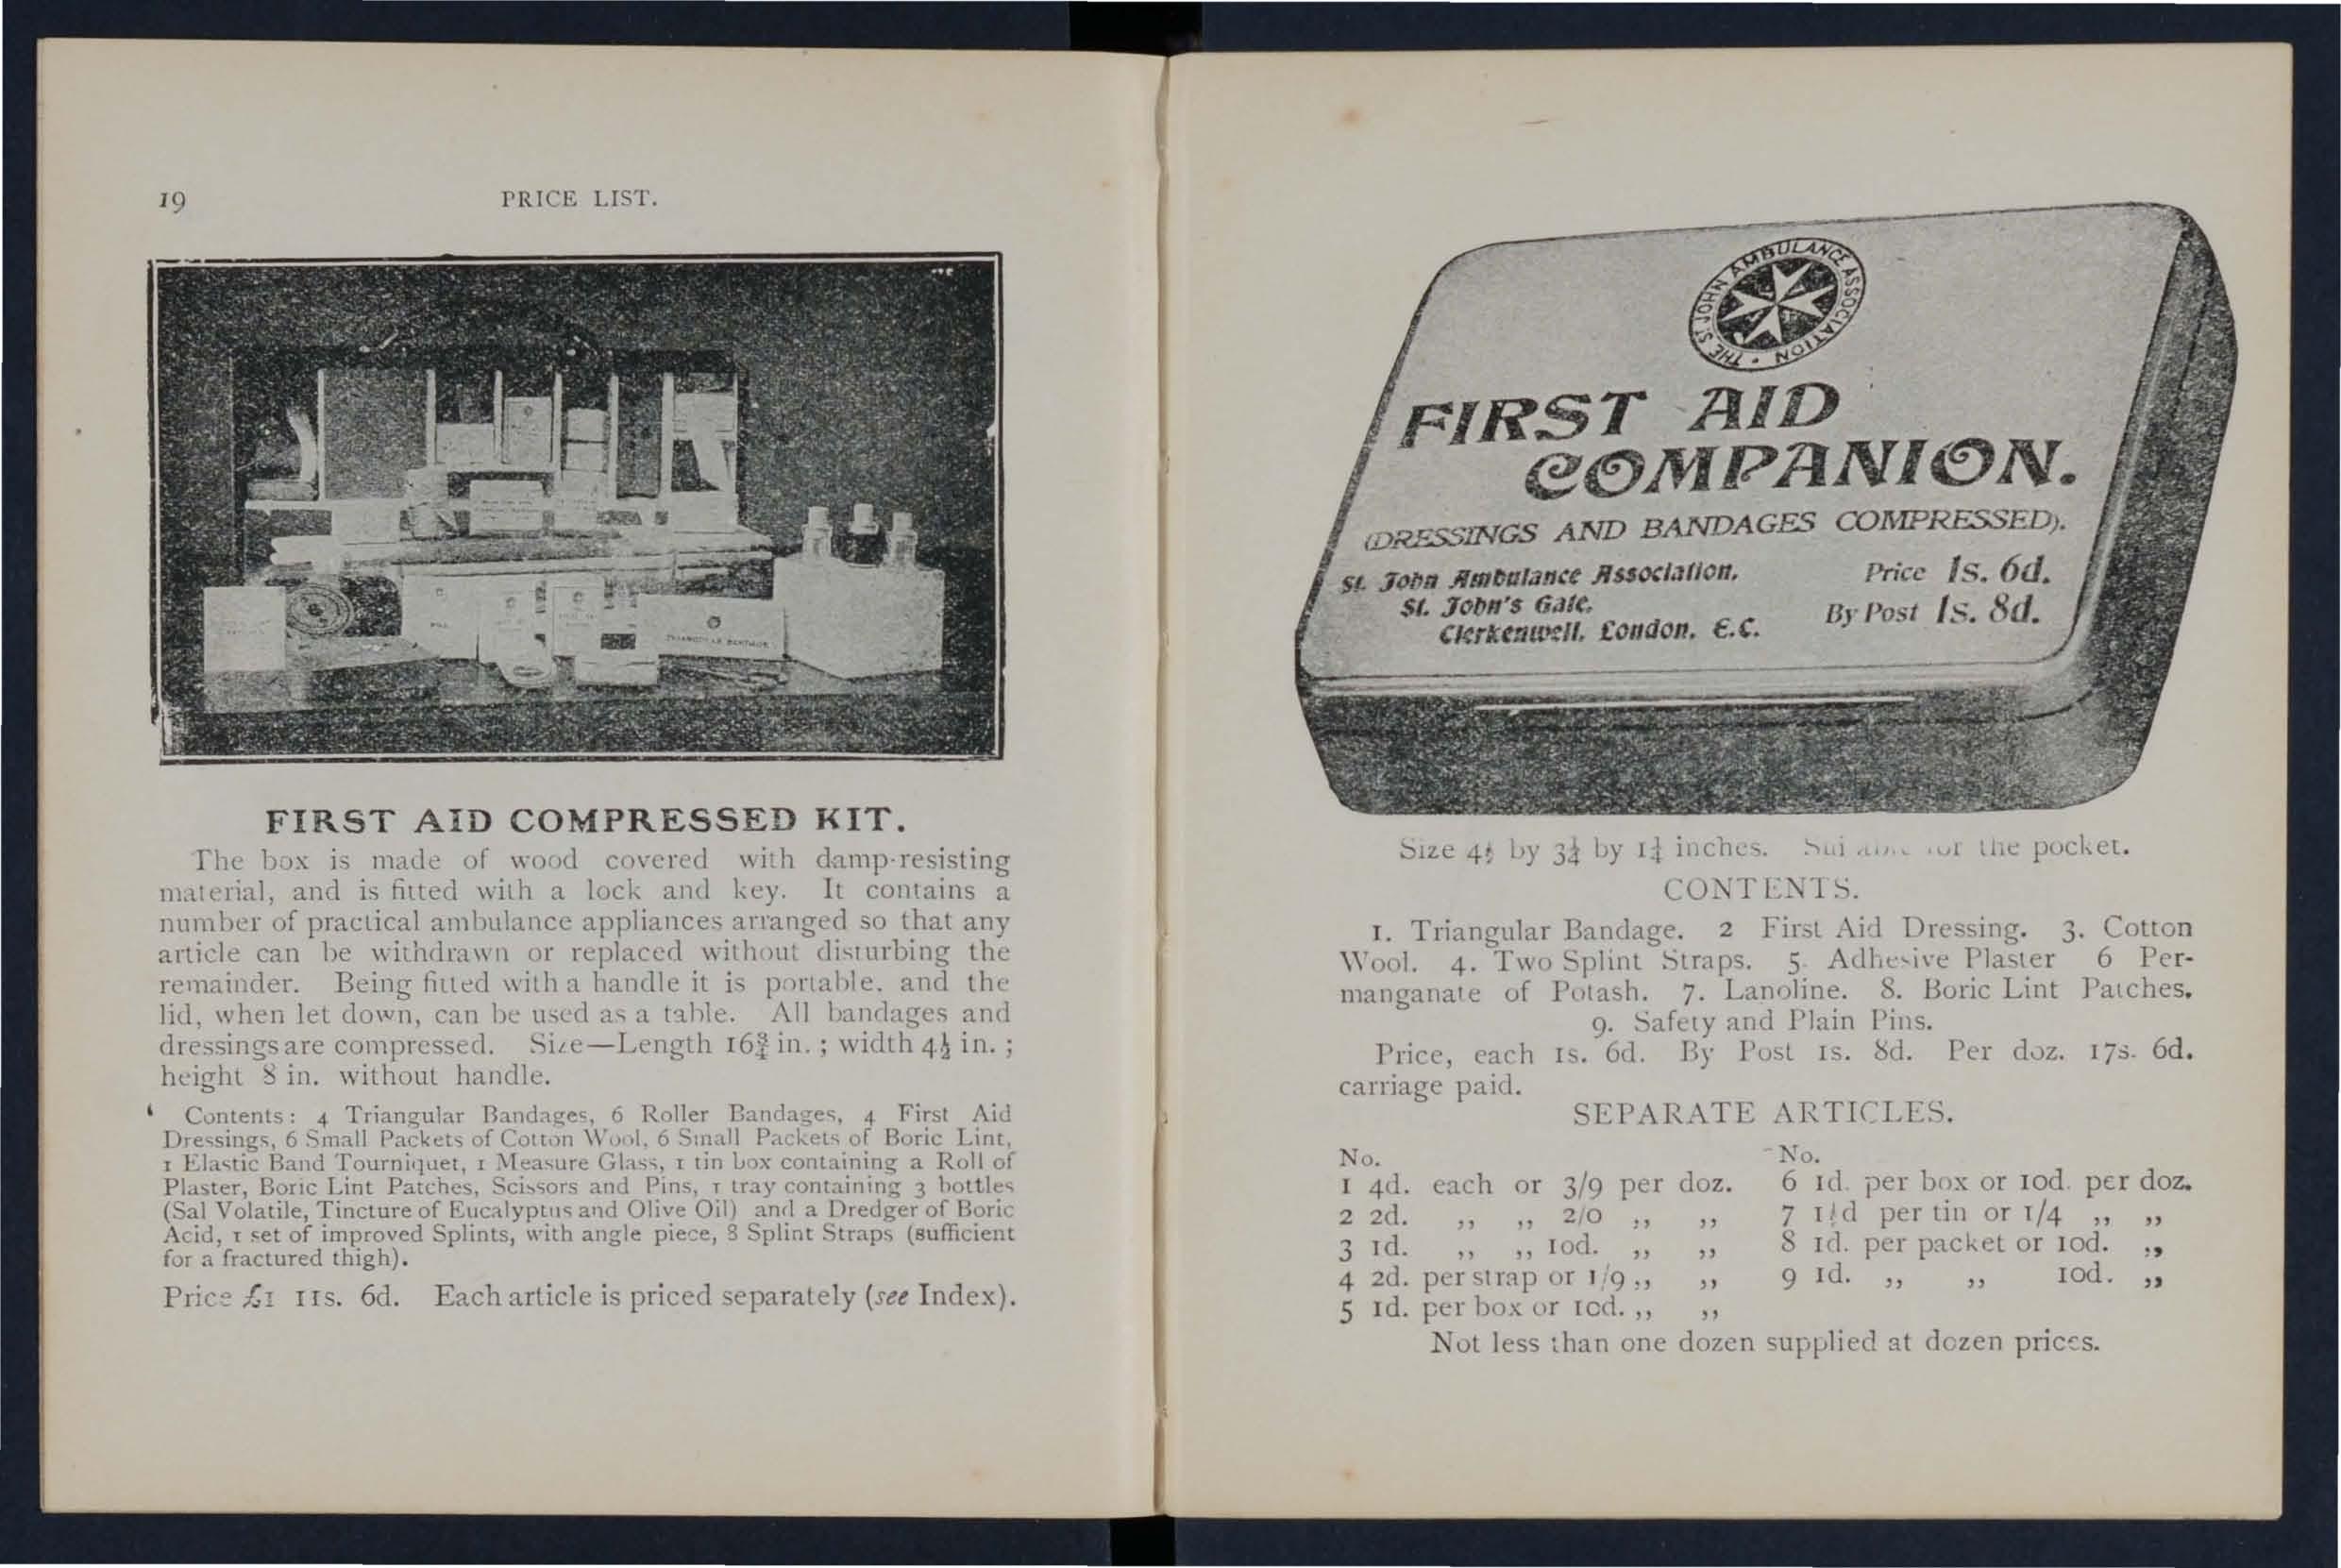 19 PRICE LIST.
FIRST AID COMPRESSED KIT.
The box is made of wood covered with damp-resisting
material, and is fitted with a lock and key. It contains a
number of practical ambulance appliances arranged so that any
article can be withdrawn or replaced without disturbing the
remainder. Being fitted with a handle it is portable, and the
lid, when let down, can be used as a table. All bandages and
dressings are compressed. Size—Length 16¾ in. ; width 4½ in. ;
height 8 in. without handle.
Contents: 4 Triangular Bandages, 6 Roller Bandages, 4 First Aid
Dressings, 6 Small Packets of Cotton Wool, 6 Small Packets of Boric Lint,
1 Elastic Band Tourniquet, 1 Measure Glass, 1 tin box containing a Roll of
Plaster, Boric Lint Patches, Scissors and Pins, 1 tray containing 3 bottles
(Sal Volatile, Tincture of Eucalyptus and Olive Oil) and a Dredger of Boric
Acid, 1 set of improved Splints, with angle piece, 8 Splint Straps (sufficient
for a fractured thigh).
Price £1 11s. 6d. Each article is priced separately (see Index).
THE ST. JOHN AMBULANCE ASSOCIATION
FIRST AID
COMPANION.
(DRESSINGS AND BANDAGES COMPRESSED).
St. John Ambulance Association, Price 1s. 6d.
St. John's Gate, By Post 1s. 8d.
Clerkenwell, London, E.C.
Size by 3¼ by 1¼ inches. the pocket.
CONTENTS.
1. Triangular Bandage. 2 First Aid Dressing. 3. Cotton
Wool. 4. Two Splint Straps. 5. Adhesive Plaster 6 Per-
manganate of Potash. 7. Lanoline. 8. Boric Lint Patches.
9. Safety and Plain Pins.
Price, each 1s. 6d. By Post 1s. 8d. Per doz. 17s. 6d.
carriage paid.
SEPARATE ARTICLES.
No. No.
1 4d. each or 3/9 per doz. 6 1d. per box or 10d. per doz.
2 2d. ,, ,, 2/0 ,, ,, 7 1½d per tin or 1/4 ,, ,,
3 1d. ,, ,, 10d. ,, ,, 8 1d. per packet or 10d. ,,
4 2d. per strap or 1/9 ,, ,, 9 1d. ,, ,, 10d. ,,
5 1d. per box or 10d. ,, ,,
Not less than one dozen supplied at dozen prices.